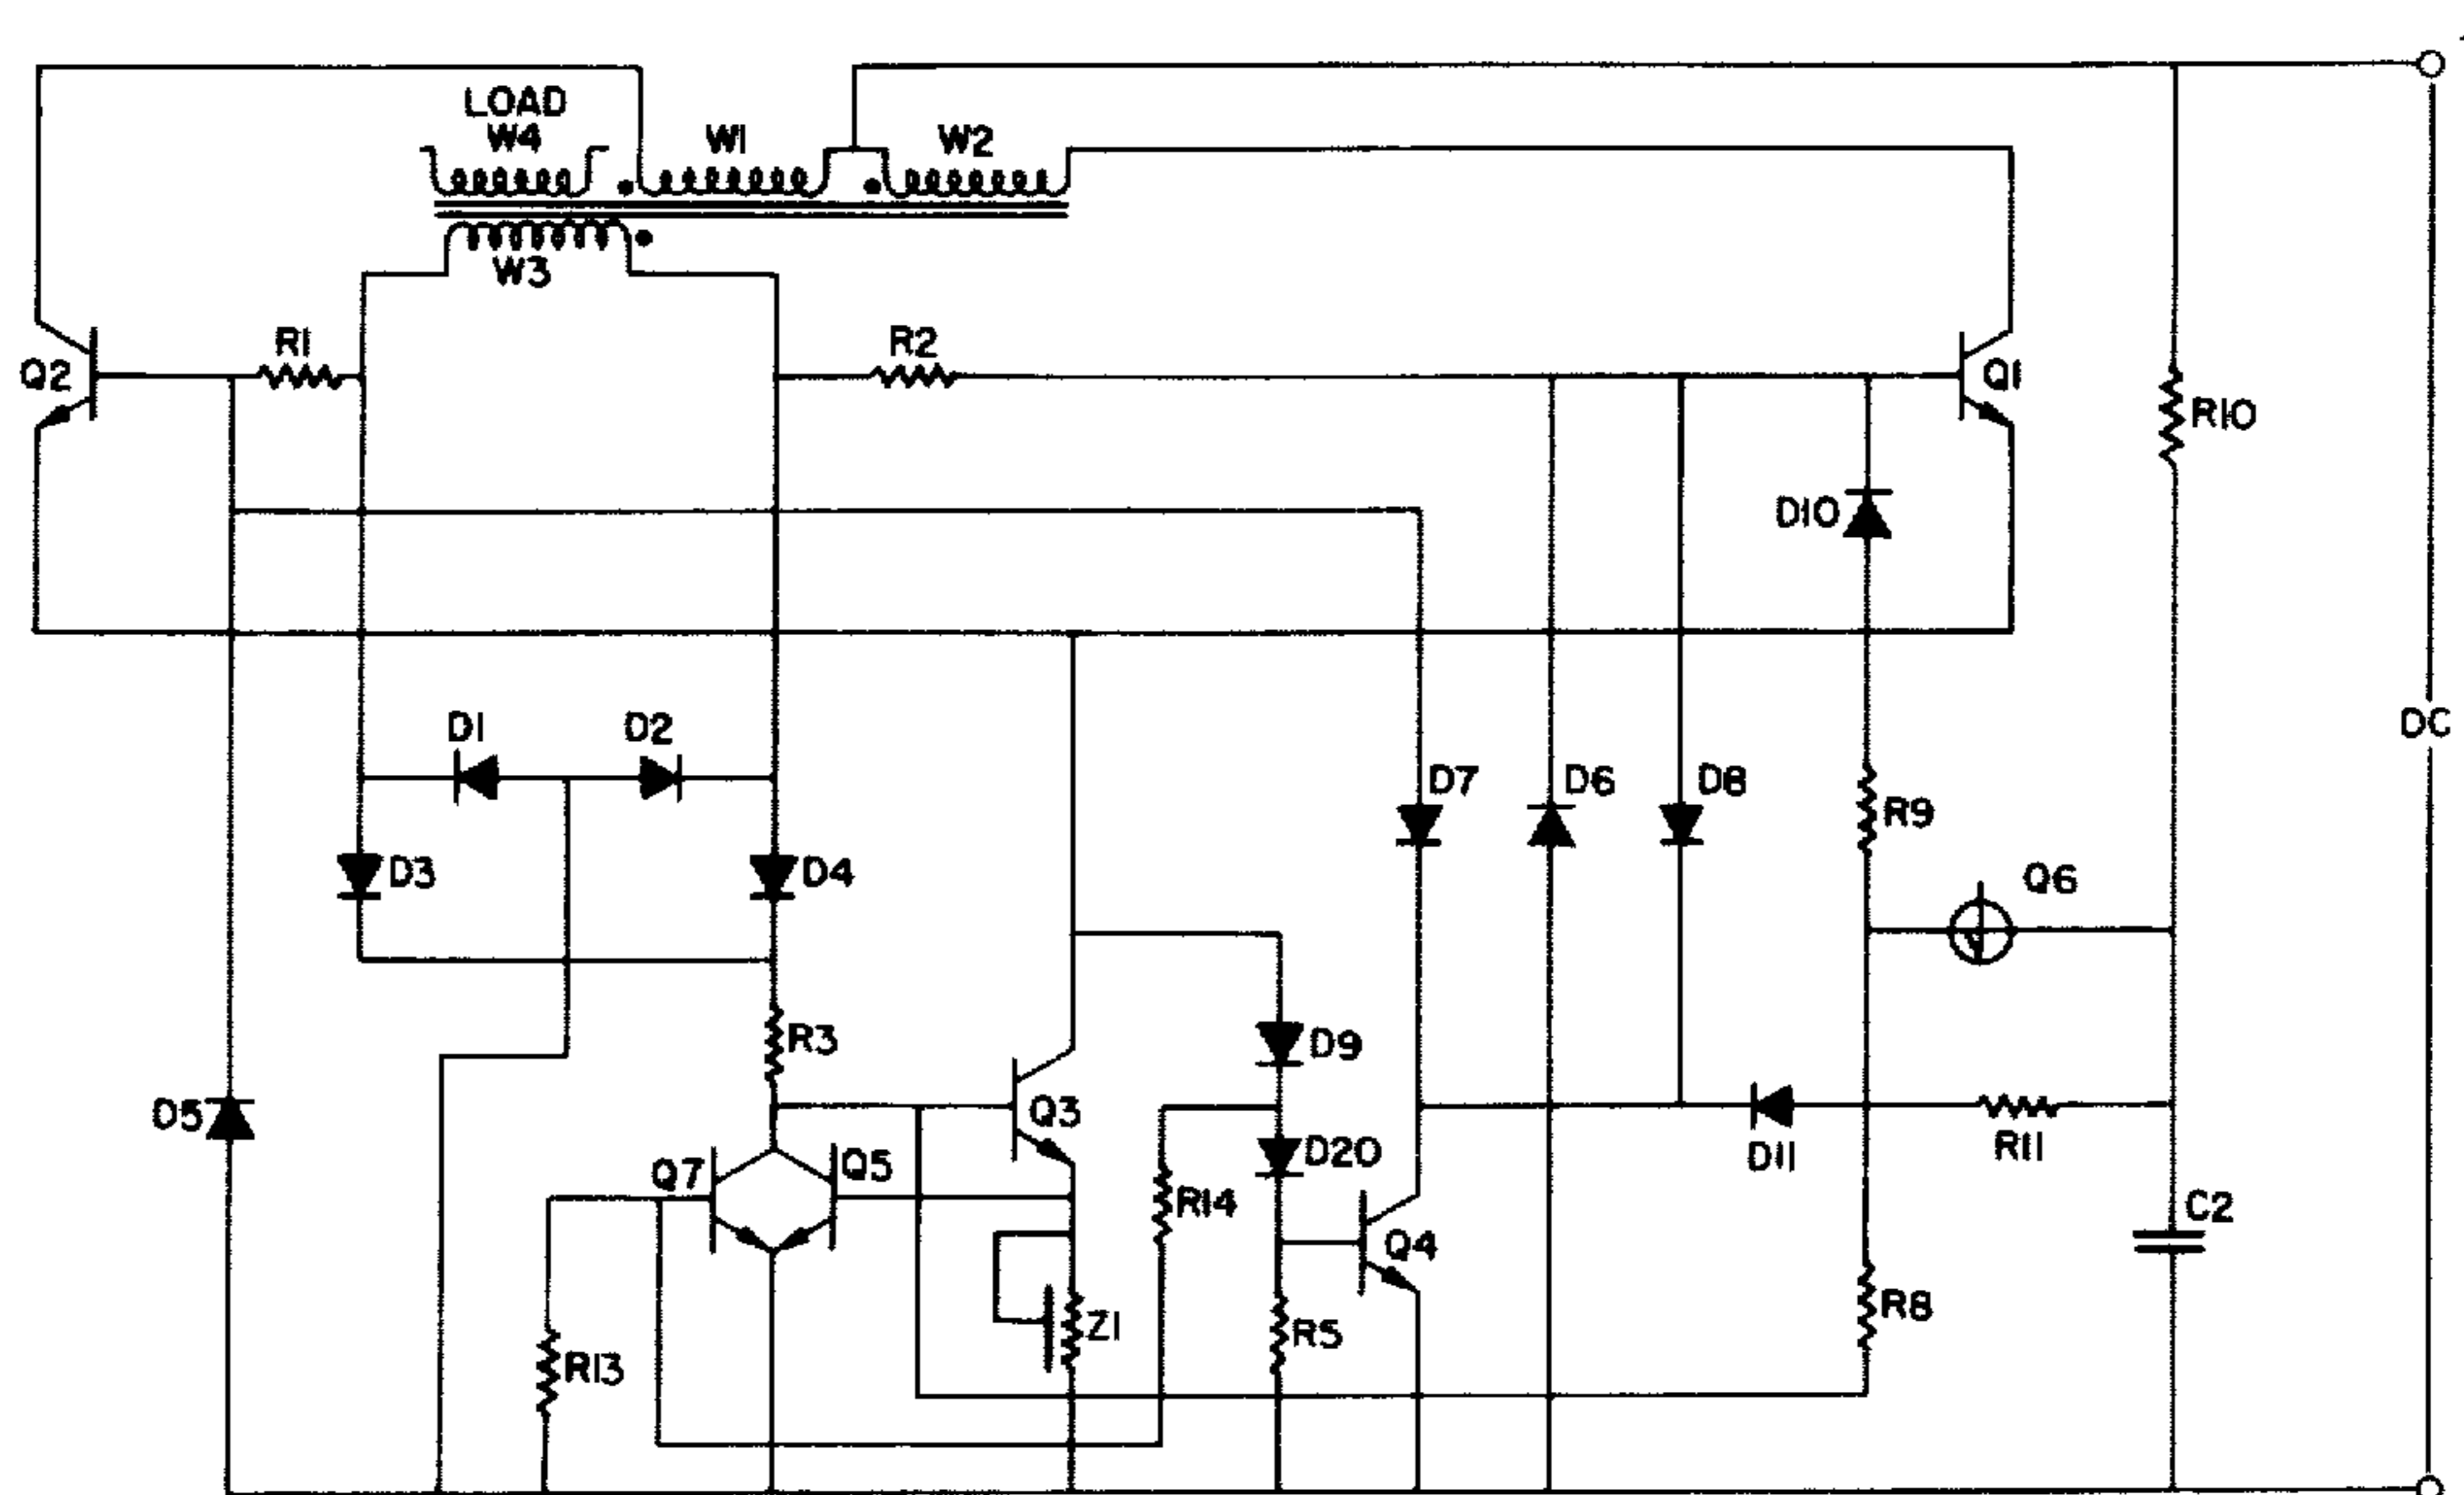 LOAD
W4
W1
W2
W3
Q2
R1
R2
Q1
R10
D10
D1
D2
D7
D6
D8
R9
DC
D3
D4
Q6
R3
D9
D5
Q3
D20
D11
R11
Q7
Q5
R14
Q4
C2
R13
Z1
R5
R8